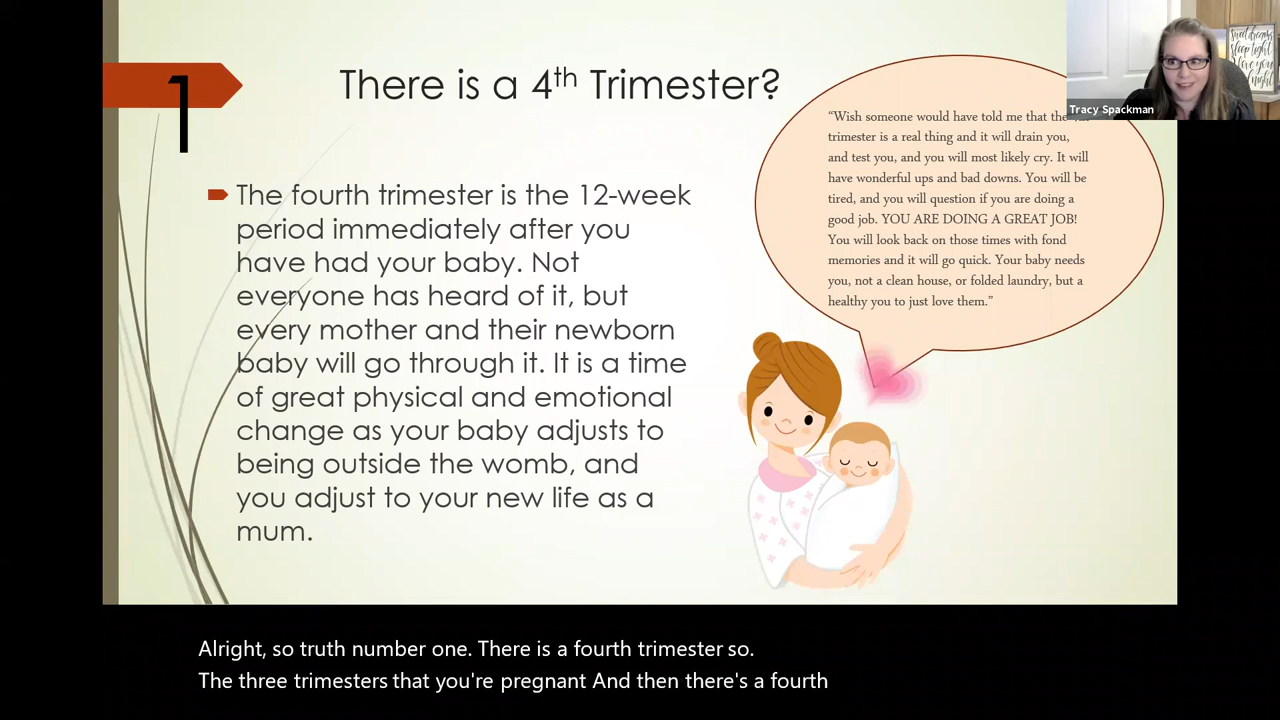 1
There is a 4th Trimester?
The fourth trimester is the 12-week
period immediately after you
have had your baby. Not
everyone has heard of it, but
every mother and their newborn
baby will go through it. It is a time
of great physical and emotional
change as your baby adjusts to
being outside the womb, and
you adjust to your new life as a
mum.
“Wish someone would have told me that the
trimester is a real thing and it will drain you,
and test you, and you will most likely cry. It will
have wonderful ups and bad downs. You will be
tired, and you will question if you are doing a
good job. YOU ARE DOING A GREAT JOB!
You will look back on those times with fond
memories and it will go quick. Your baby needs
you, not a clean house, or folded laundry, but a
healthy you to just love them.”
sweet dreams
sleep tight
love you
Tracy Spackman
Alright, so truth number one. There is a fourth trimester so.
The three trimesters that you're pregnant And then there's a fourth